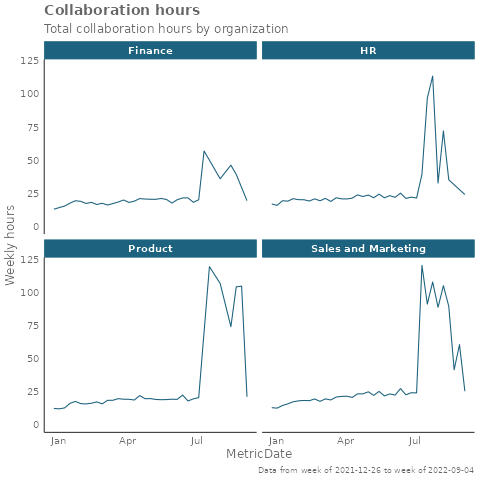 Collaboration hours
Total collaboration hours by organization
Finance
HR
125
100
75
50
25
0
Product
Sales and Marketing
125
100
75
50
25
0
Weekly hours
Jan
Apr
Jul
Jan
Apr
Jul
MetricDate
Data from week of 2021-12-26 to week of 2022-09-04